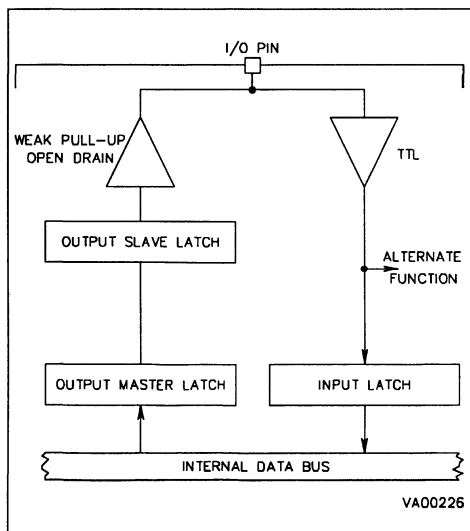 I/O PIN
WEAK PULL-UP
OPEN DRAIN
TTL
OUTPUT SLAVE LATCH
ALTERNATE
FUNCTION
OUTPUT MASTER LATCH
INPUT LATCH
INTERNAL DATA BUS
VA00226